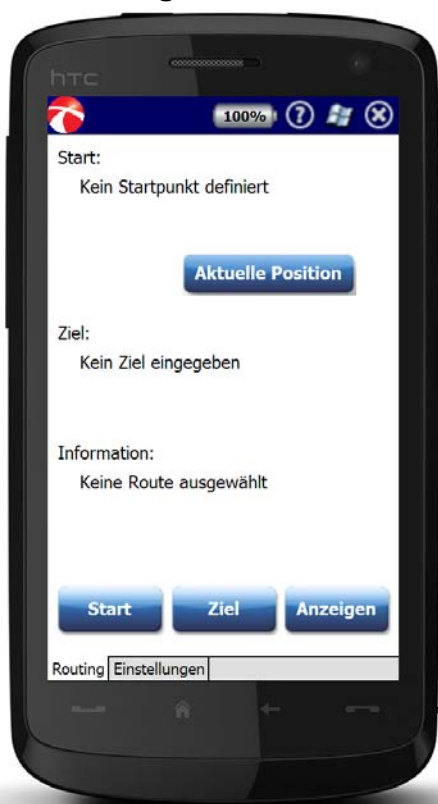 htc
100%
Start:
Kein Startpunkt definiert
Aktuelle Position
Ziel:
Kein Ziel eingegeben
Information:
Keine Route ausgewählt
Start Ziel Anzeigen
Routing Einstellungen